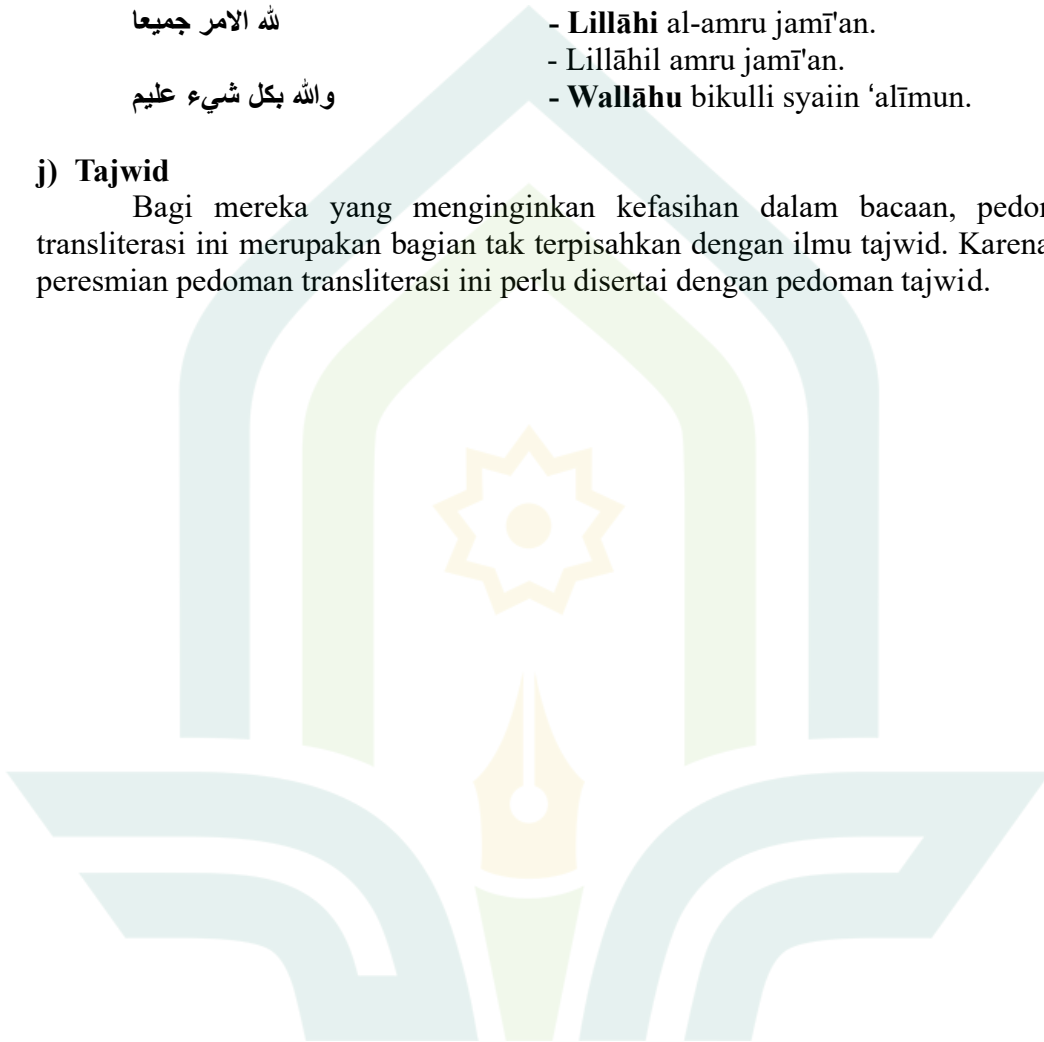 لله الامر جميعا - Lillāhi al-amru jamī'an.
- Lillāhil amru jamī'an.
والله بكل شيء عليم - Wallāhu bikulli syaiin ‘alīmun.
j) Tajwid
Bagi mereka yang menginginkan kefasihan dalam bacaan, pedom
transliterasi ini merupakan bagian tak terpisahkan dengan ilmu tajwid. Karena
peresmian pedoman transliterasi ini perlu disertai dengan pedoman tajwid.